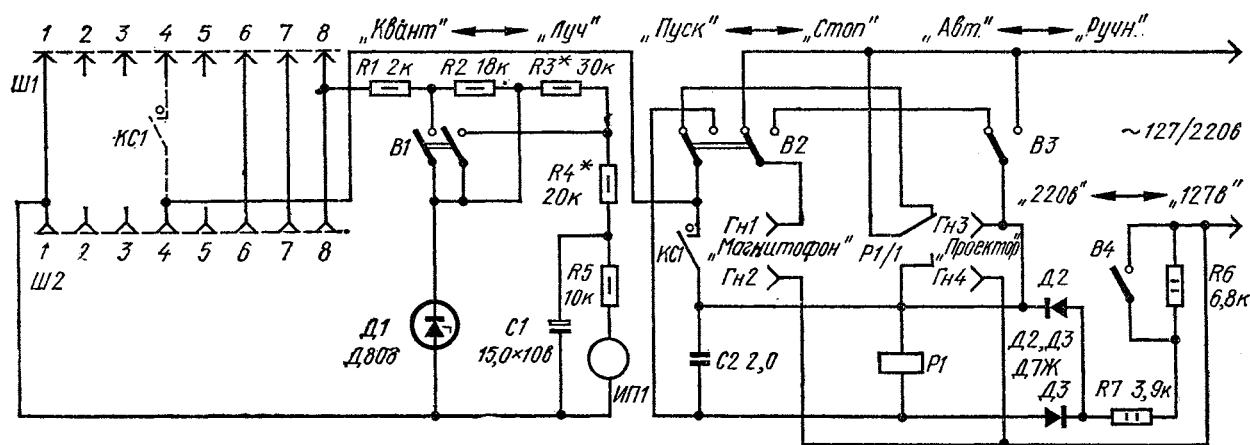 1 2 3 4 5 6 7 8
„Квант" „Луч" „Пуск" „Стоп" „Авт." „Ручн."
Ш1
R1 2к R2 18к R3* 30к
КС1
В1
R4*
20к
В2
В3
~127/220в
„220в" „127в"
1 2 3 4 5 6 7 8
Ш2
КС1
Гн1
„Магнитофон"
Гн2
Р1/1
Гн3
„Проектор"
Гн4
В4
R6
6,8к
R5
10к
Д2
Д1
Д808
С1
15,0×10в
ИП1
С2 2,0
Р1
Д2,Д3
Д7Ж
Д3
R7 3,9к